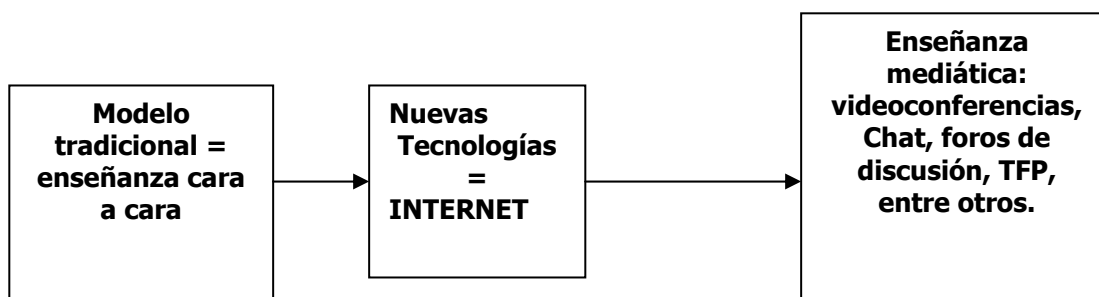 Modelo
tradicional =
enseñanza cara
a cara
Nuevas
Tecnologías
=
INTERNET
Enseñanza
mediática:
videoconferencias,
Chat, foros de
discusión, TFP,
entre otros.